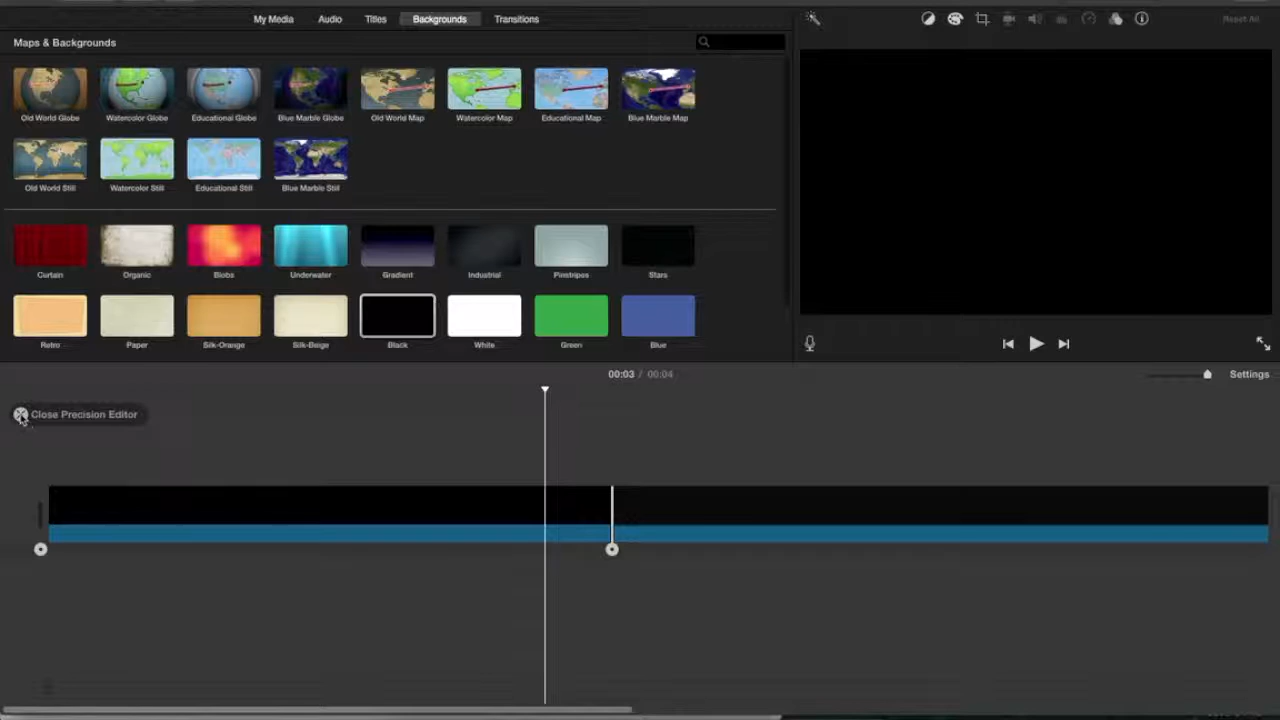 My Media Audio Titles Backgrounds Transitions
Reset All
Maps & Backgrounds
Old World Globe Watercolor Globe Educational Globe Blue Marble Globe Old World Map Watercolor Map Educational Map Blue Marble Map
Old World Still Watercolor Still Educational Still Blue Marble Still
Curtain Organic Blobs Underwater Gradient Industrial Pinstripes Stars
Retro Paper Silk-Orange Silk-Beige Black White Green Blue
00:03 / 00:04
Settings
Close Precision Editor